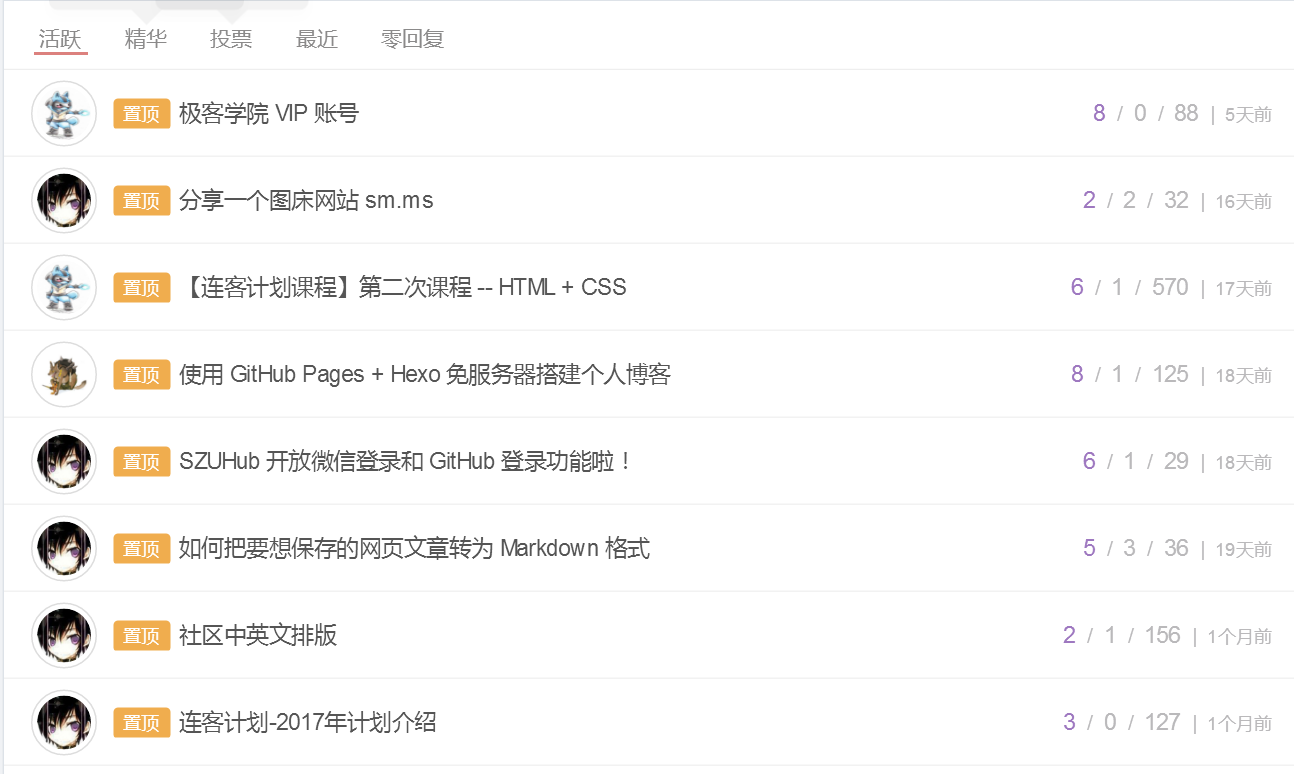 活跃 精华 投票 最近 零回复
置顶 极客学院 VIP 账号 8 / 0 / 88 | 5天前
置顶 分享一个图床网站 sm.ms 2 / 2 / 32 | 16天前
置顶 【连客计划课程】第二次课程 -- HTML + CSS 6 / 1 / 570 | 17天前
置顶 使用 GitHub Pages + Hexo 免服务器搭建个人博客 8 / 1 / 125 | 18天前
置顶 SZUHub 开放微信登录和 GitHub 登录功能啦！ 6 / 1 / 29 | 18天前
置顶 如何把要想保存的网页文章转为 Markdown 格式 5 / 3 / 36 | 19天前
置顶 社区中英文排版 2 / 1 / 156 | 1个月前
置顶 连客计划-2017年计划介绍 3 / 0 / 127 | 1个月前